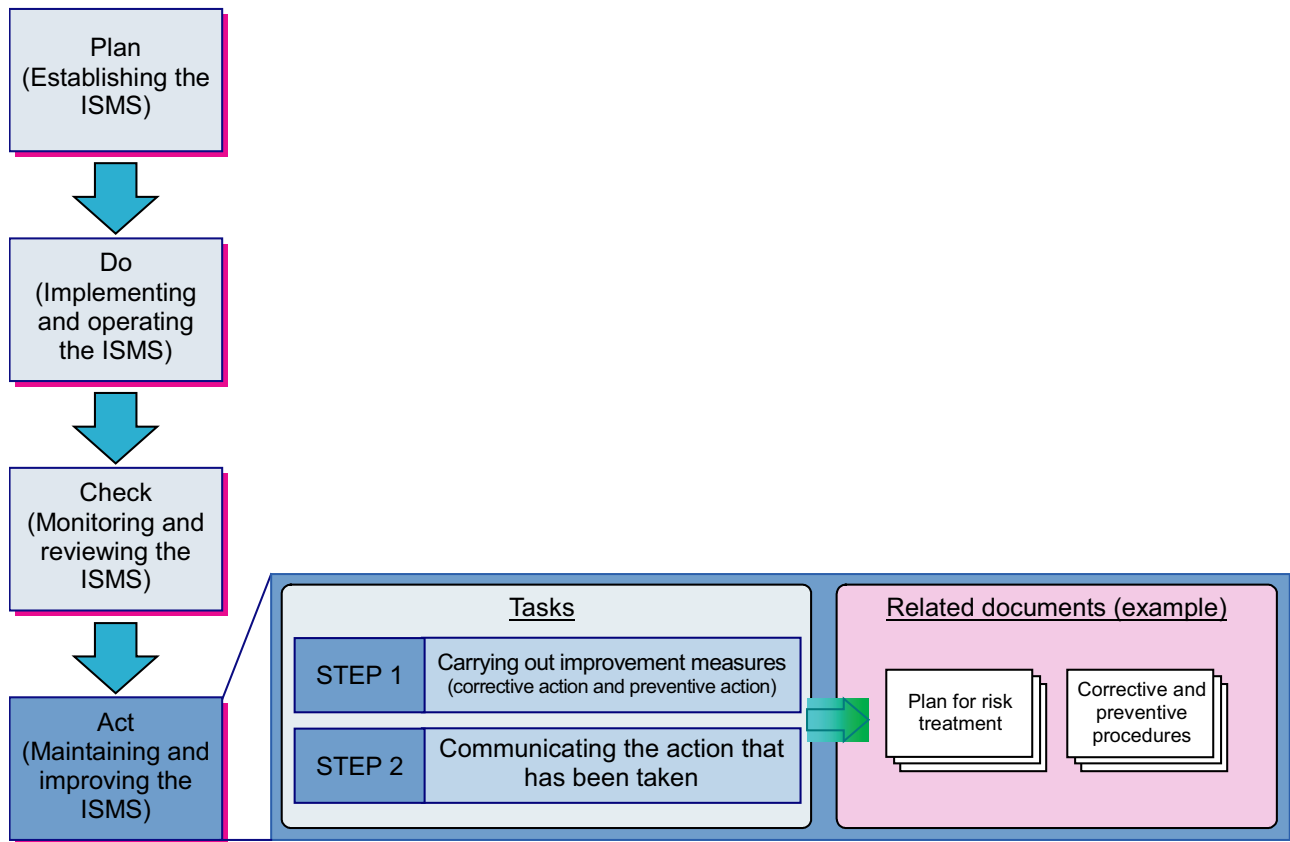 Plan
(Establishing the
ISMS)
Do
(Implementing
and operating
the ISMS)
Check
(Monitoring and
reviewing the
ISMS)
Act
(Maintaining and
improving the
ISMS)
Tasks
STEP 1
Carrying out improvement measures
(corrective action and preventive action)
STEP 2
Communicating the action that
has been taken
Related documents (example)
Plan for risk
treatment
Corrective and
preventive
procedures